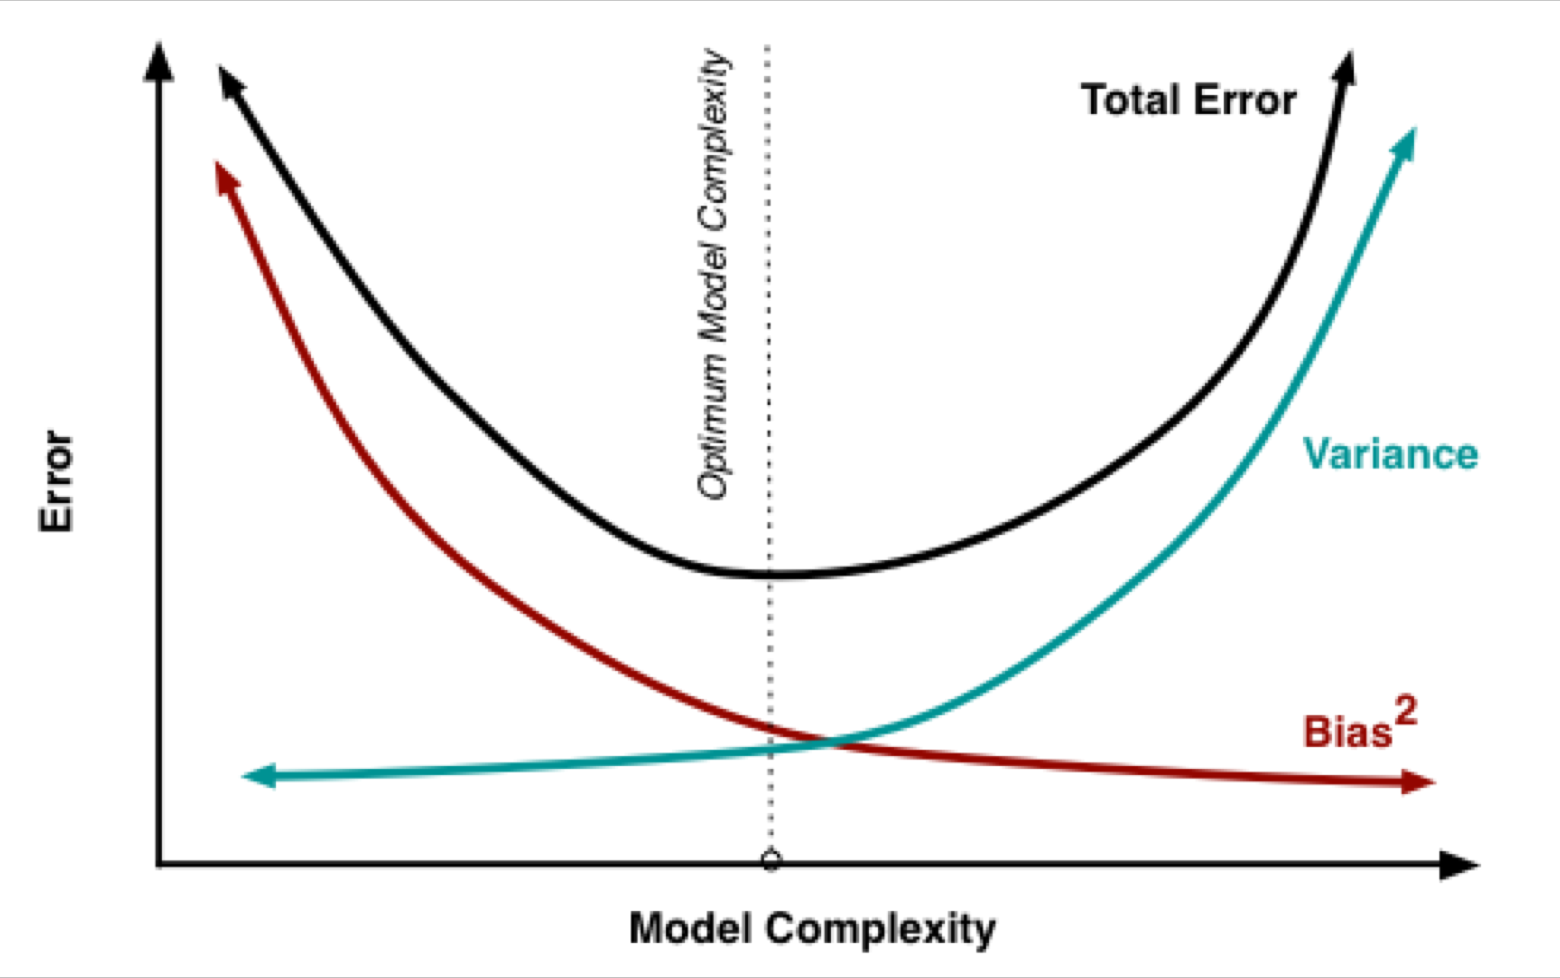 Optimum Model Complexity
Total Error
Variance
Error
Bias²
Model Complexity